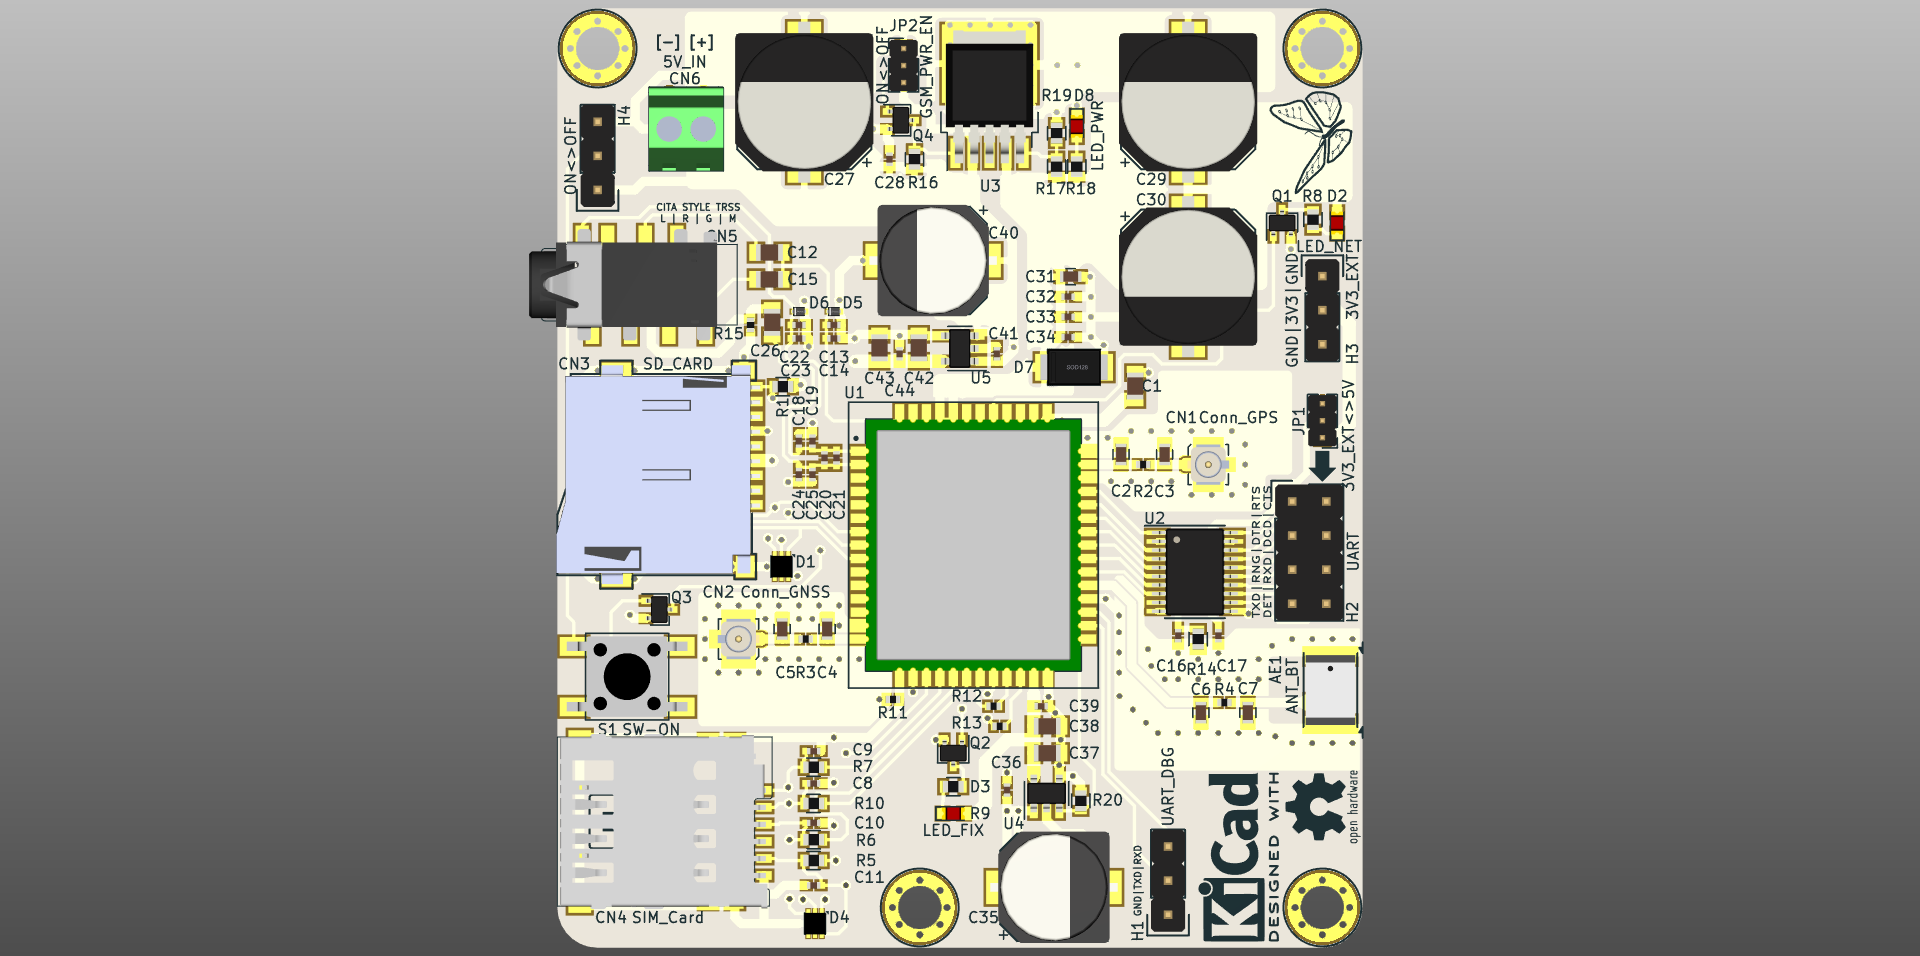 [-] [+]
5V_IN
CN6
H4
ON<>OFF
JP2
ON<>OFF
GSM_PWR_EN
Q4
C27
C28 R16
U3
R19 D8
LED_PWR
R17 R18
C29
C30
Q1 R8 D2
LED_NET
CITA STYLE TRSS
L | R | G | M
CN5
C12
C15
C40
C31
C32
C33
C34
GND | 3V3 | GND
3V3_EXT
H3
R15
D6 D5
C26
C22 C13
C23 C14
C43 C42
C44
C41
U5
D7
SOD126
C1
CN3 SD_CARD
R1
C18
C19
U1
CN1 Conn_GPS
JP1
3V3_EXT<>5V
C24
C25
C20
C21
C2 R2 C3
U2
TXD | RNG | DTR | RTS
DET | RXD | DCD | CTS
UART
H2
D1
CN2 Conn_GNSS
Q3
C5 R3 C4
C16 R14 C17
AE1
ANT_BT
C6 R4 C7
S1 SW-ON
R11
R12
R13
C39
C38
C37
Q2
C36
D3
R9
LED_FIX
U4
R20
C9
R7
C8
R10
C10
R6
R5
C11
D4
CN4 SIM_Card
C35
UART_DBG
GND | TXD | RXD
H1
DESIGNED WITH
KiCad
open hardware